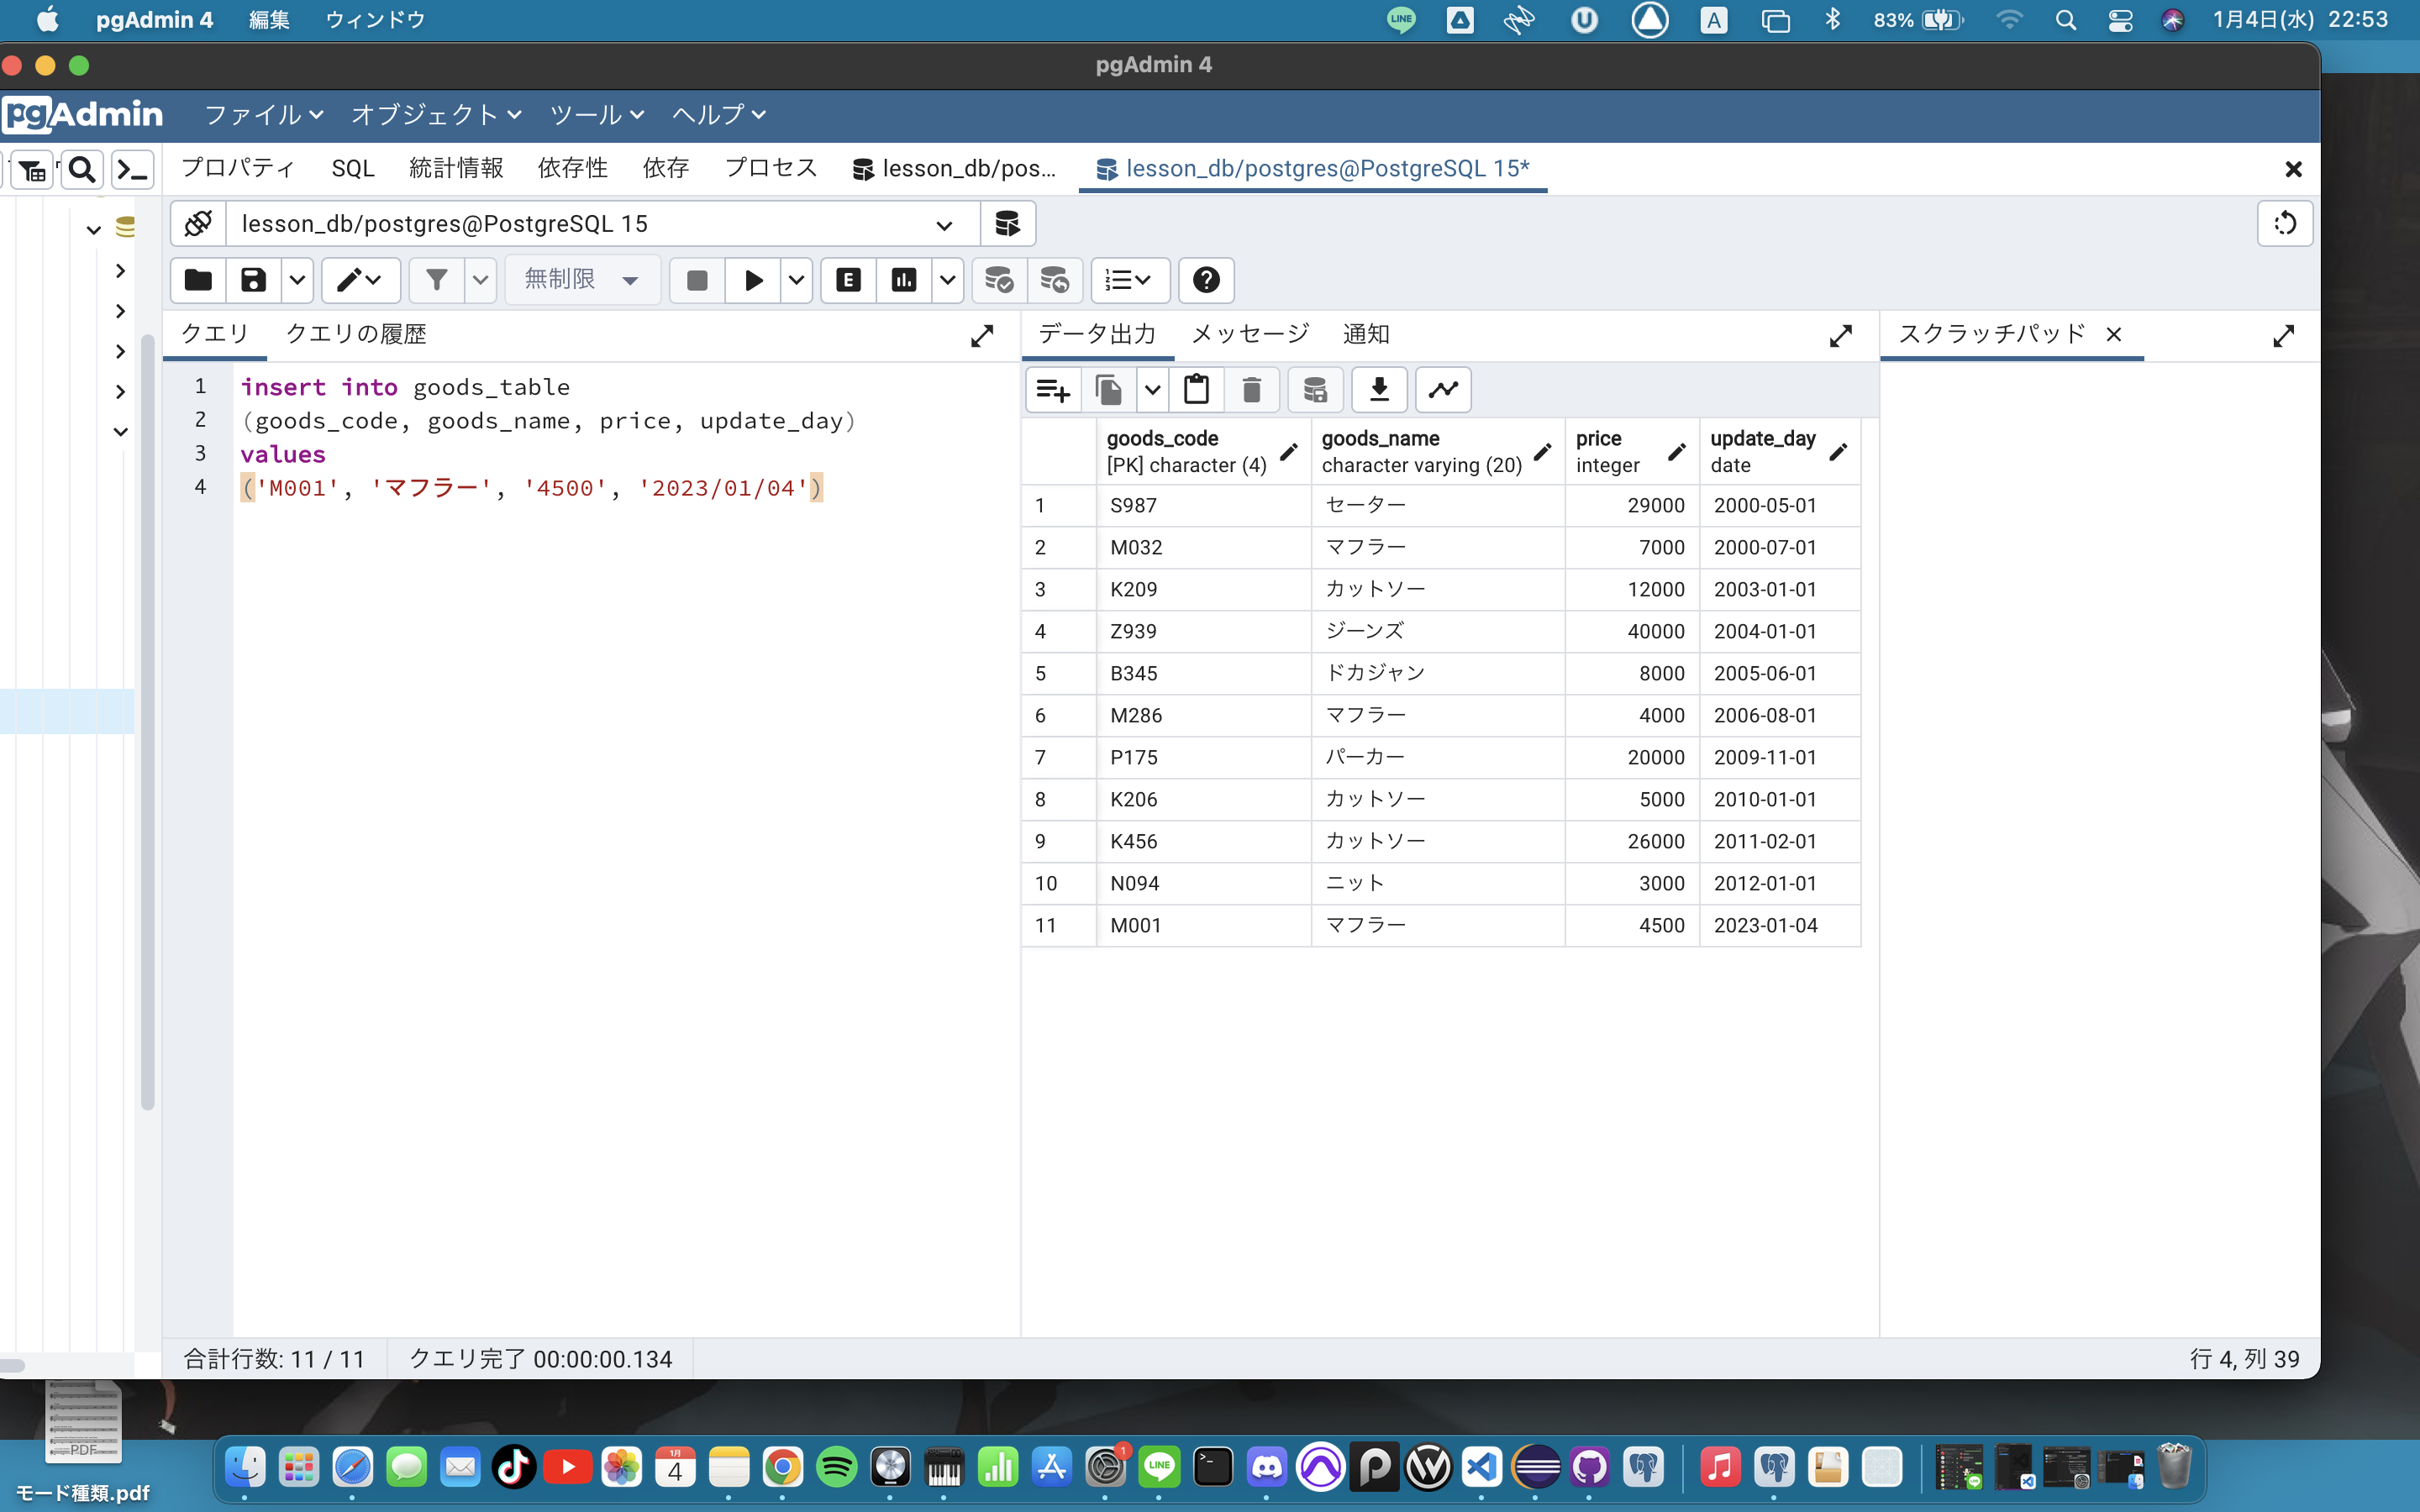 pgAdmin 4 編集 ウィンドウ
LINE A 83% 1月4日(水) 22:53
pgAdmin 4
pgAdmin ファイル オブジェクト ツール ヘルプ
プロパティ SQL 統計情報 依存性 依存 プロセス lesson_db/pos... lesson_db/postgres@PostgreSQL 15*
lesson_db/postgres@PostgreSQL 15
無制限 E
クエリ クエリの履歴 データ出力 メッセージ 通知 スクラッチパッド
1 insert into goods_table
2 (goods_code, goods_name, price, update_day)
3 values
4 ('M001', 'マフラー', '4500', '2023/01/04')
goods_code goods_name price update_day
[PK] character (4) character varying (20) integer date
1 S987 セーター 29000 2000-05-01
2 M032 マフラー 7000 2000-07-01
3 K209 カットソー 12000 2003-01-01
4 Z939 ジーンズ 40000 2004-01-01
5 B345 ドカジャン 8000 2005-06-01
6 M286 マフラー 4000 2006-08-01
7 P175 パーカー 20000 2009-11-01
8 K206 カットソー 5000 2010-01-01
9 K456 カットソー 26000 2011-02-01
10 N094 ニット 3000 2012-01-01
11 M001 マフラー 4500 2023-01-04
合計行数: 11 / 11 クエリ完了 00:00:00.134 行 4, 列 39
PDF
モード種類.pdf
1月
4
1
LINE